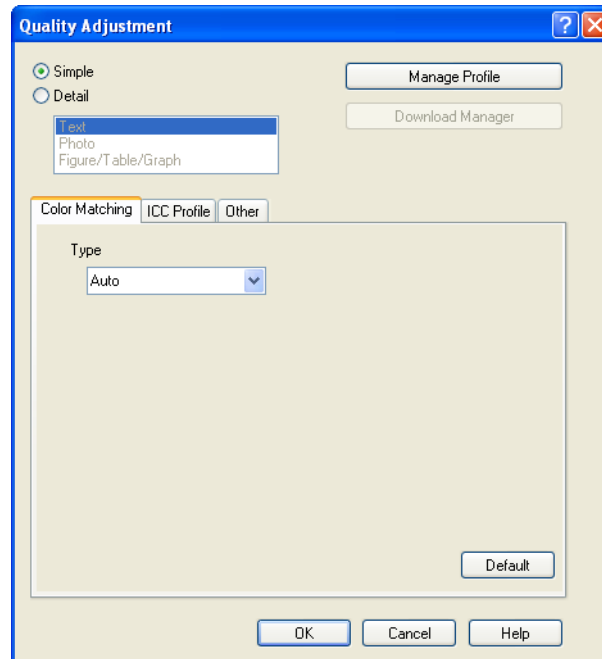 Quality Adjustment
Simple
Manage Profile
Detail
Download Manager
Text
Photo
Figure/Table/Graph
Color Matching ICC Profile Other
Type
Auto
Default
OK Cancel Help